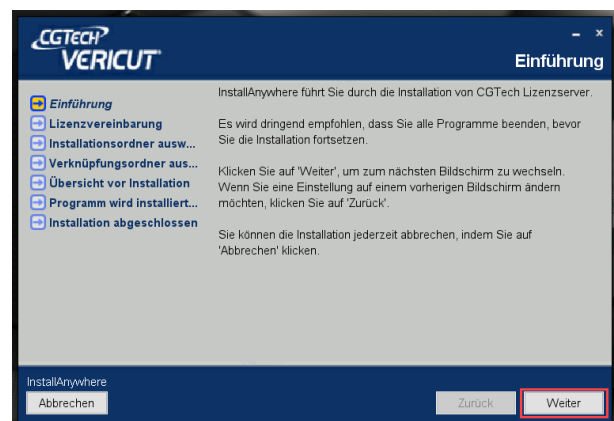 CGTECH
VERICUT
Einführung
Einführung
Lizenzvereinbarung
Installationsordner ausw...
Verknüpfungsordner aus...
Übersicht vor Installation
Programm wird installiert...
Installation abgeschlossen
InstallAnywhere führt Sie durch die Installation von CGTech Lizenzserver.
Es wird dringend empfohlen, dass Sie alle Programme beenden, bevor
Sie die Installation fortsetzen.
Klicken Sie auf 'Weiter', um zum nächsten Bildschirm zu wechseln.
Wenn Sie eine Einstellung auf einem vorherigen Bildschirm ändern
möchten, klicken Sie auf 'Zurück'.
Sie können die Installation jederzeit abbrechen, indem Sie auf
'Abbrechen' klicken.
InstallAnywhere
Abbrechen
Zurück
Weiter